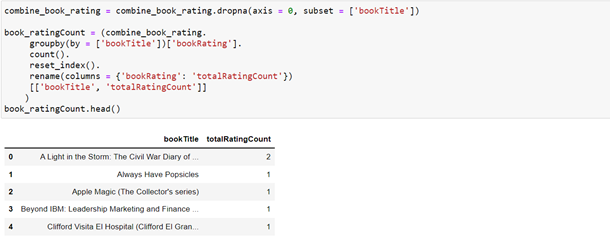 combine_book_rating = combine_book_rating.dropna(axis = 0, subset = ['bookTitle'])
book_ratingCount = (combine_book_rating.
groupby(by = ['bookTitle'])['bookRating'].
count().
reset_index().
rename(columns = {'bookRating': 'totalRatingCount'})
[['bookTitle', 'totalRatingCount']]
)
book_ratingCount.head()
bookTitle totalRatingCount
0 A Light in the Storm: The Civil War Diary of ... 2
1 Always Have Popsicles 1
2 Apple Magic (The Collector's series) 1
3 Beyond IBM: Leadership Marketing and Finance ... 1
4 Clifford Visita El Hospital (Clifford El Gran... 1